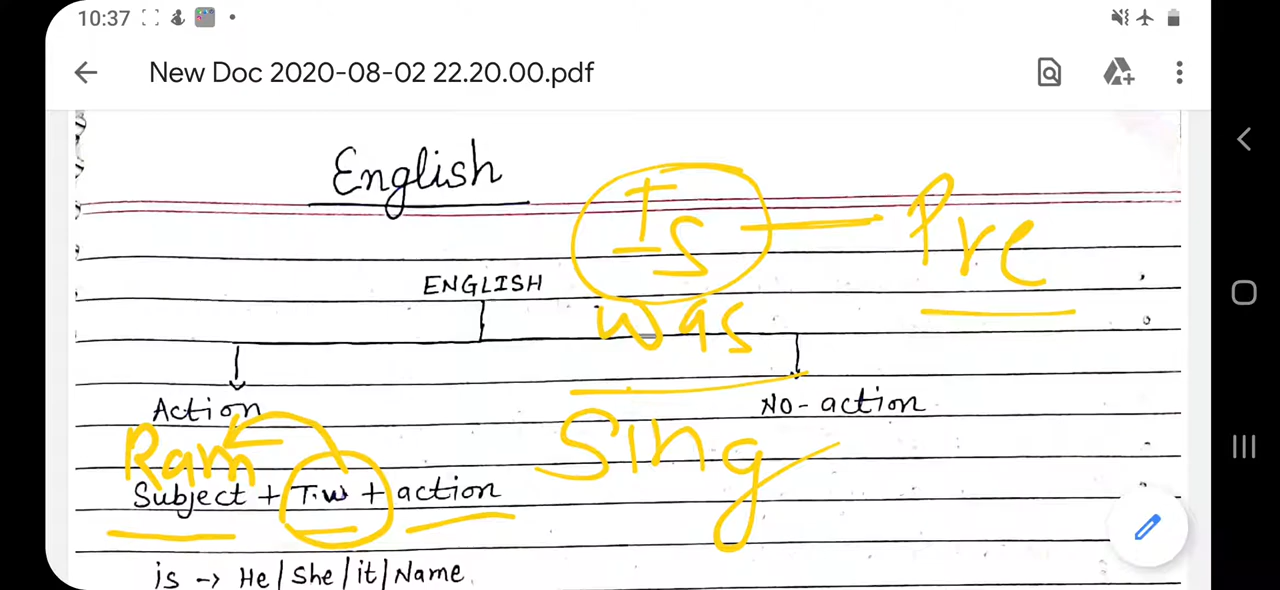 10:37
New Doc 2020-08-02 22.20.00.pdf
English
Is — Pre
ENGLISH
was
Action
No-action
Ram
Sing
Subject + T.W + action
is → He/She/it/Name